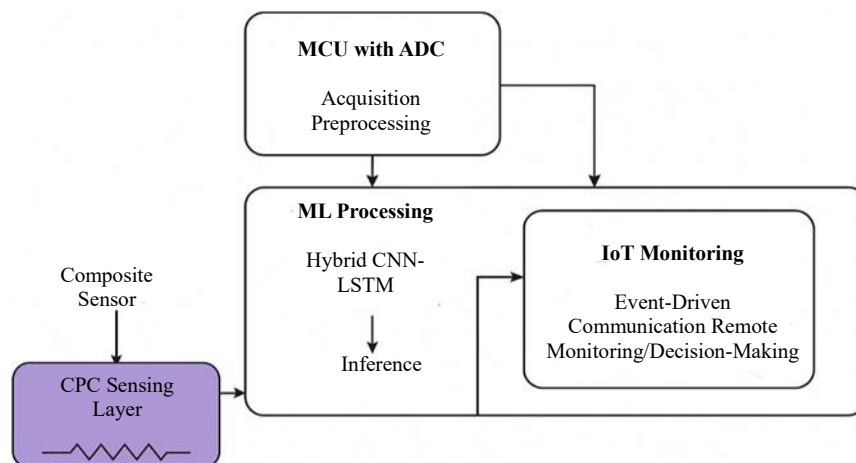 MCU with ADC
Acquisition
Preprocessing
ML Processing
Hybrid CNN-
LSTM
Inference
IoT Monitoring
Event-Driven
Communication Remote
Monitoring/Decision-Making
Composite
Sensor
CPC Sensing
Layer